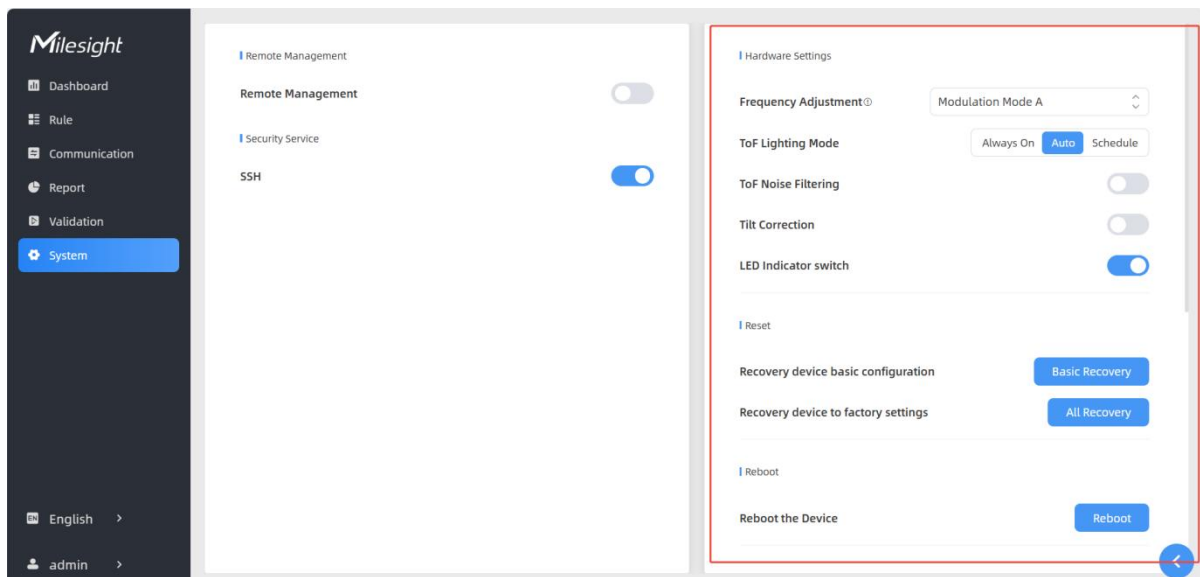 Milesight
Dashboard
Rule
Communication
Report
Validation
System
EN English
admin
Remote Management
Remote Management
Security Service
SSH
Hardware Settings
Frequency Adjustment
Modulation Mode A
ToF Lighting Mode
Always On Auto Schedule
ToF Noise Filtering
Tilt Correction
LED Indicator switch
Reset
Recovery device basic configuration
Basic Recovery
Recovery device to factory settings
All Recovery
Reboot
Reboot the Device
Reboot